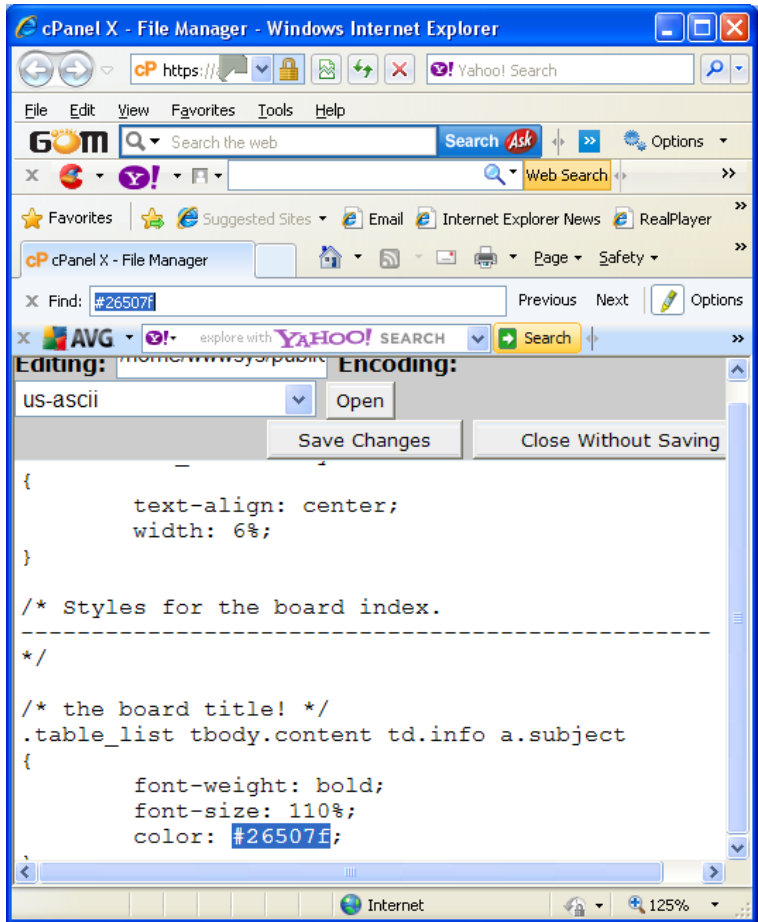 cPanel X - File Manager - Windows Internet Explorer
cP https:// Y! Yahoo! Search
File Edit View Favorites Tools Help
GOM Search the web Search Ask Options
x Y! Web Search »
Favorites Suggested Sites Email Internet Explorer News RealPlayer »
cP cPanel X - File Manager Page Safety »
x Find: #26507f Previous Next Options
x AVG Y!- explore with YAHOO! SEARCH Search »
Editing: Encoding:
us-ascii Open
Save Changes Close Without Saving
{
text-align: center;
width: 6%;
}
/* Styles for the board index.
-------------------------------------------------
*/
/* the board title! */
.table_list tbody.content td.info a.subject
{
font-weight: bold;
font-size: 110%;
color: #26507f;
Internet 125%